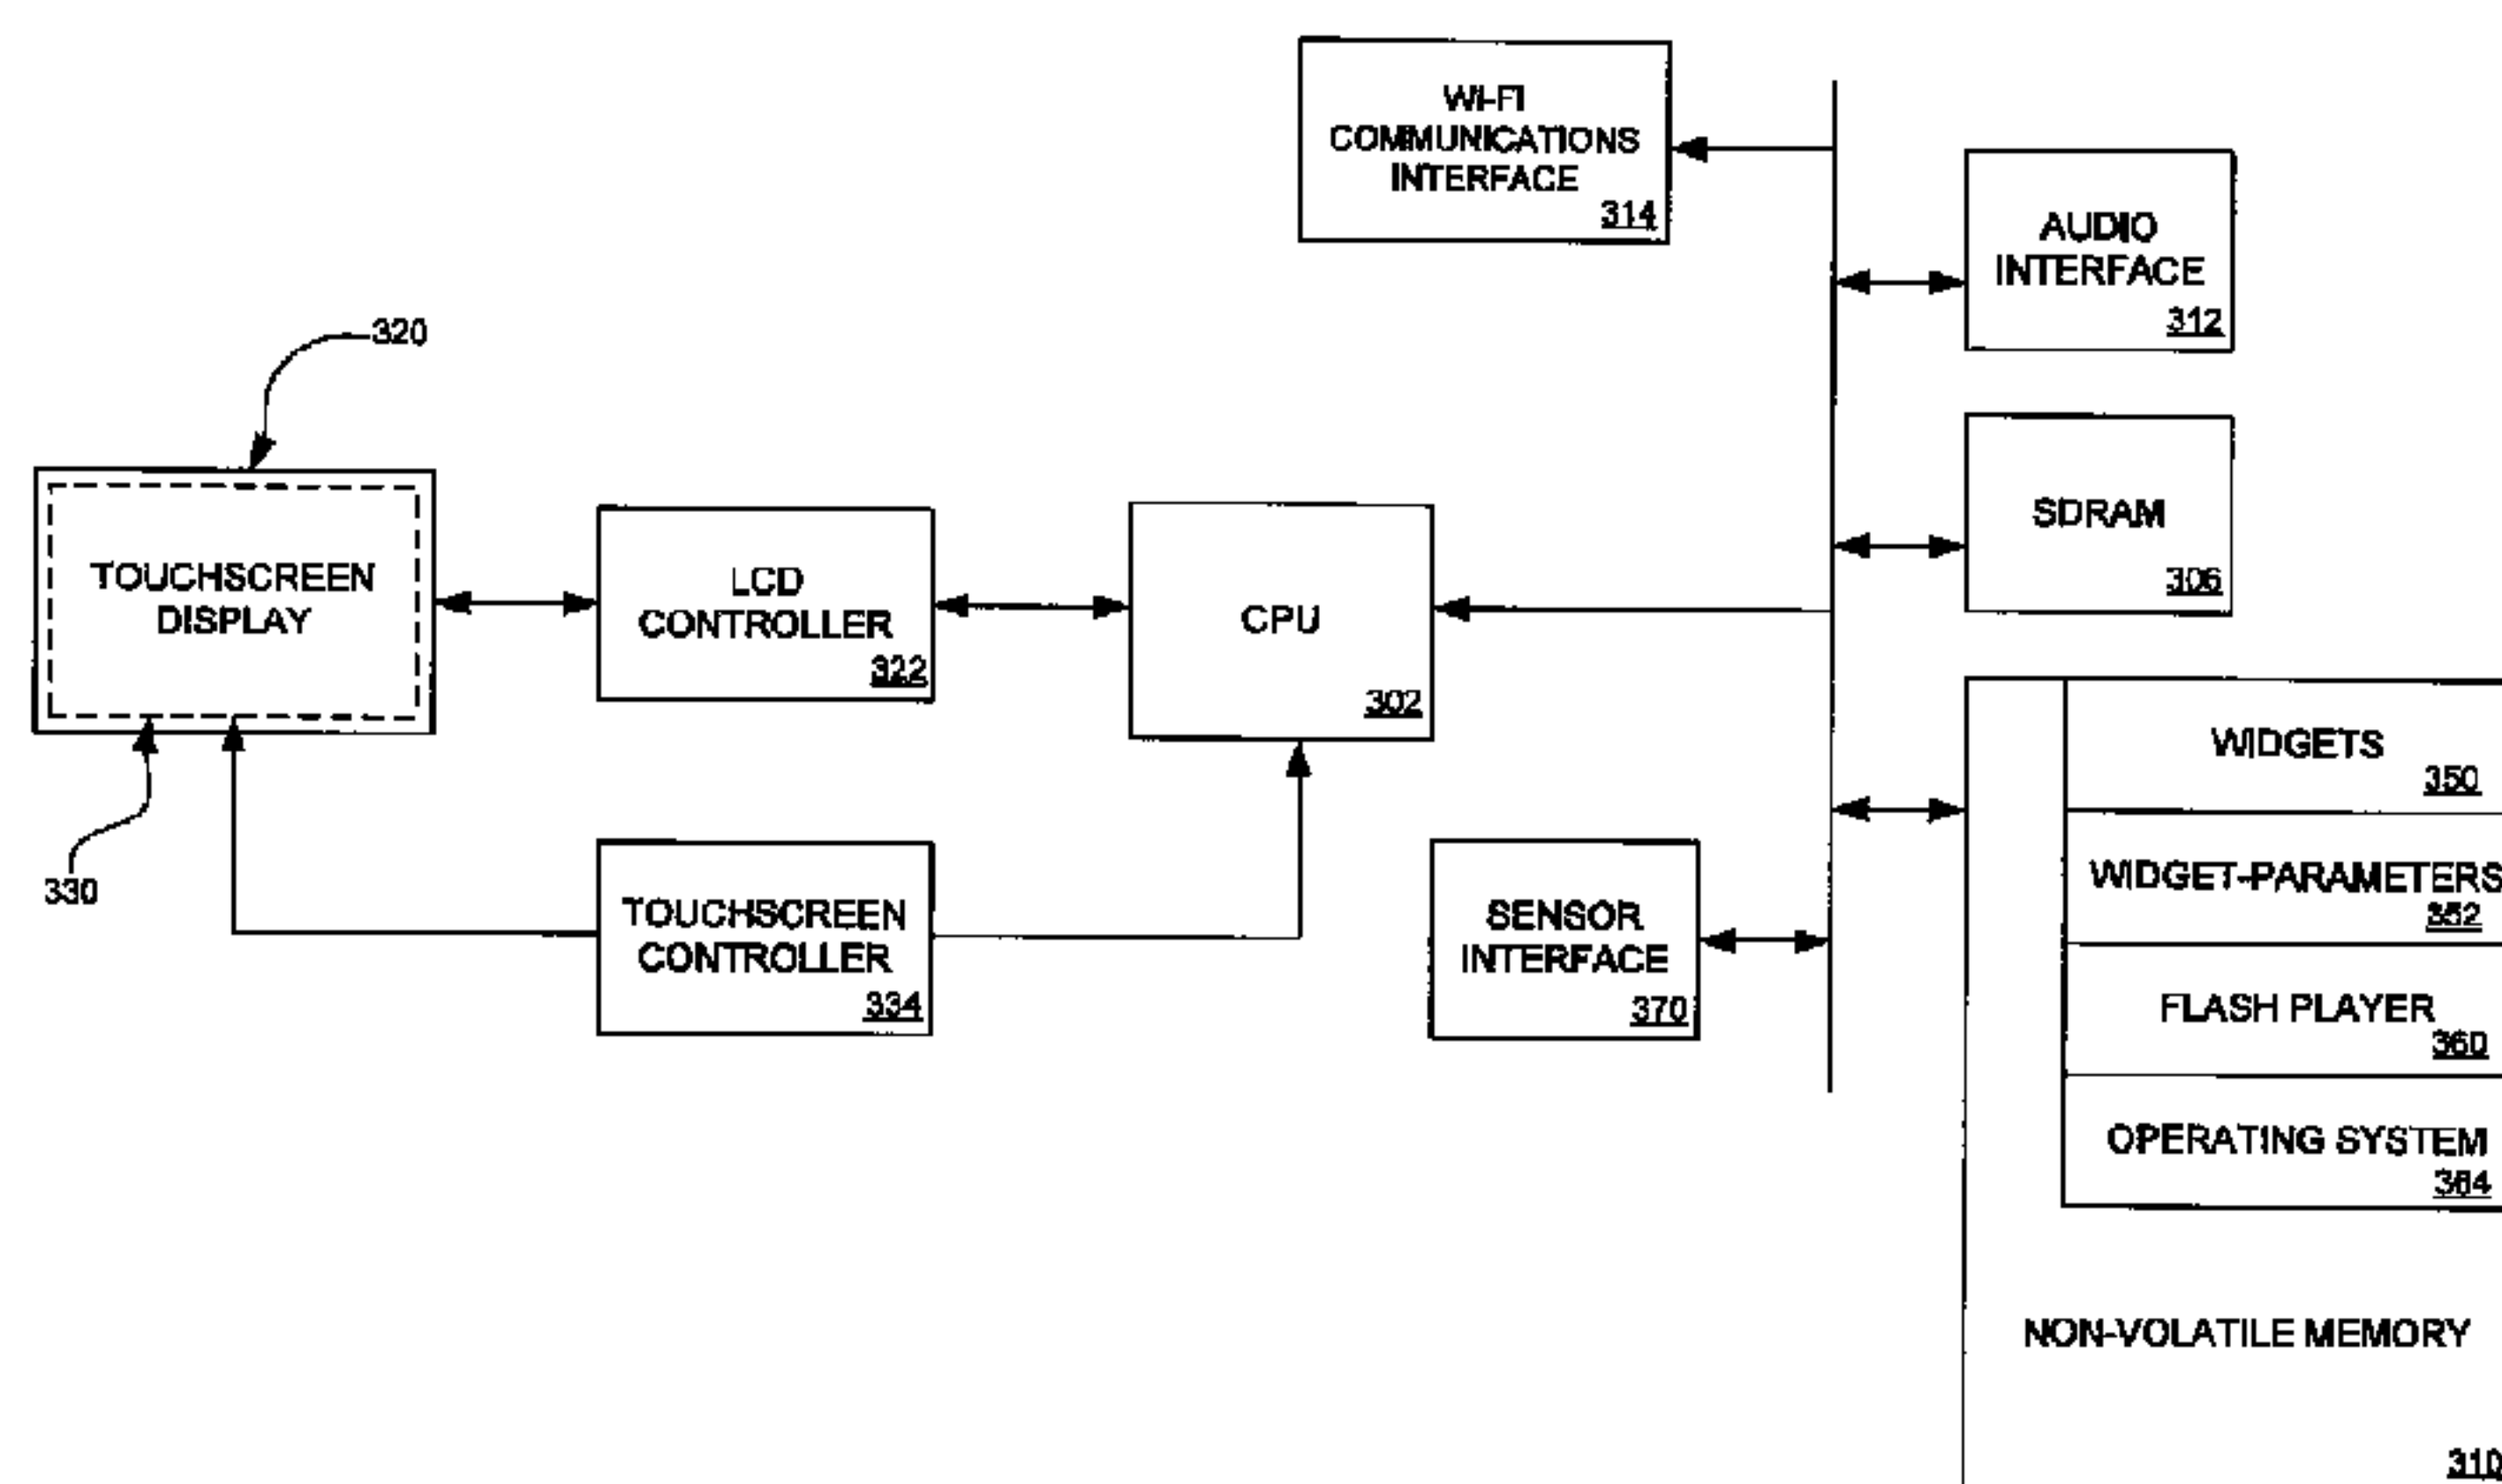 WI-FI
COMMUNICATIONS
INTERFACE
314
AUDIO
INTERFACE
312
320
SDRAM
306
TOUCHSCREEN
DISPLAY
LCD
CONTROLLER
322
CPU
302
WIDGETS
350
330
TOUCHSCREEN
CONTROLLER
334
SENSOR
INTERFACE
370
WIDGET-PARAMETERS
352
FLASH PLAYER
360
OPERATING SYSTEM
364
NON-VOLATILE MEMORY
310